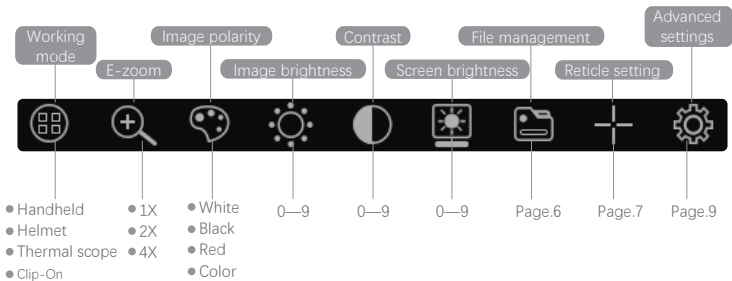 Advanced
settings
Working
mode
Image polarity
Contrast
File management
E-zoom
Image brightness
Screen brightness
Reticle setting
● Handheld
● Helmet
● Thermal scope
● Clip-On
● 1X
● 2X
● 4X
● White
● Black
● Red
● Color
0—9
0—9
0—9
Page.6
Page.7
Page.9